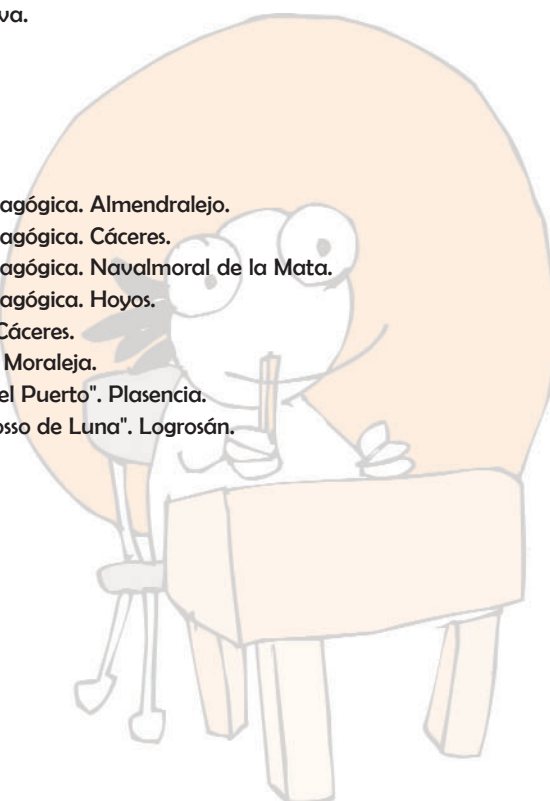 va.
agógica. Almendralejo.
agógica. Cáceres.
agógica. Navalmoral de la Mata.
agógica. Hoyos.
Cáceres.
Moraleja.
el Puerto". Plasencia.
sso de Luna". Logrosán.